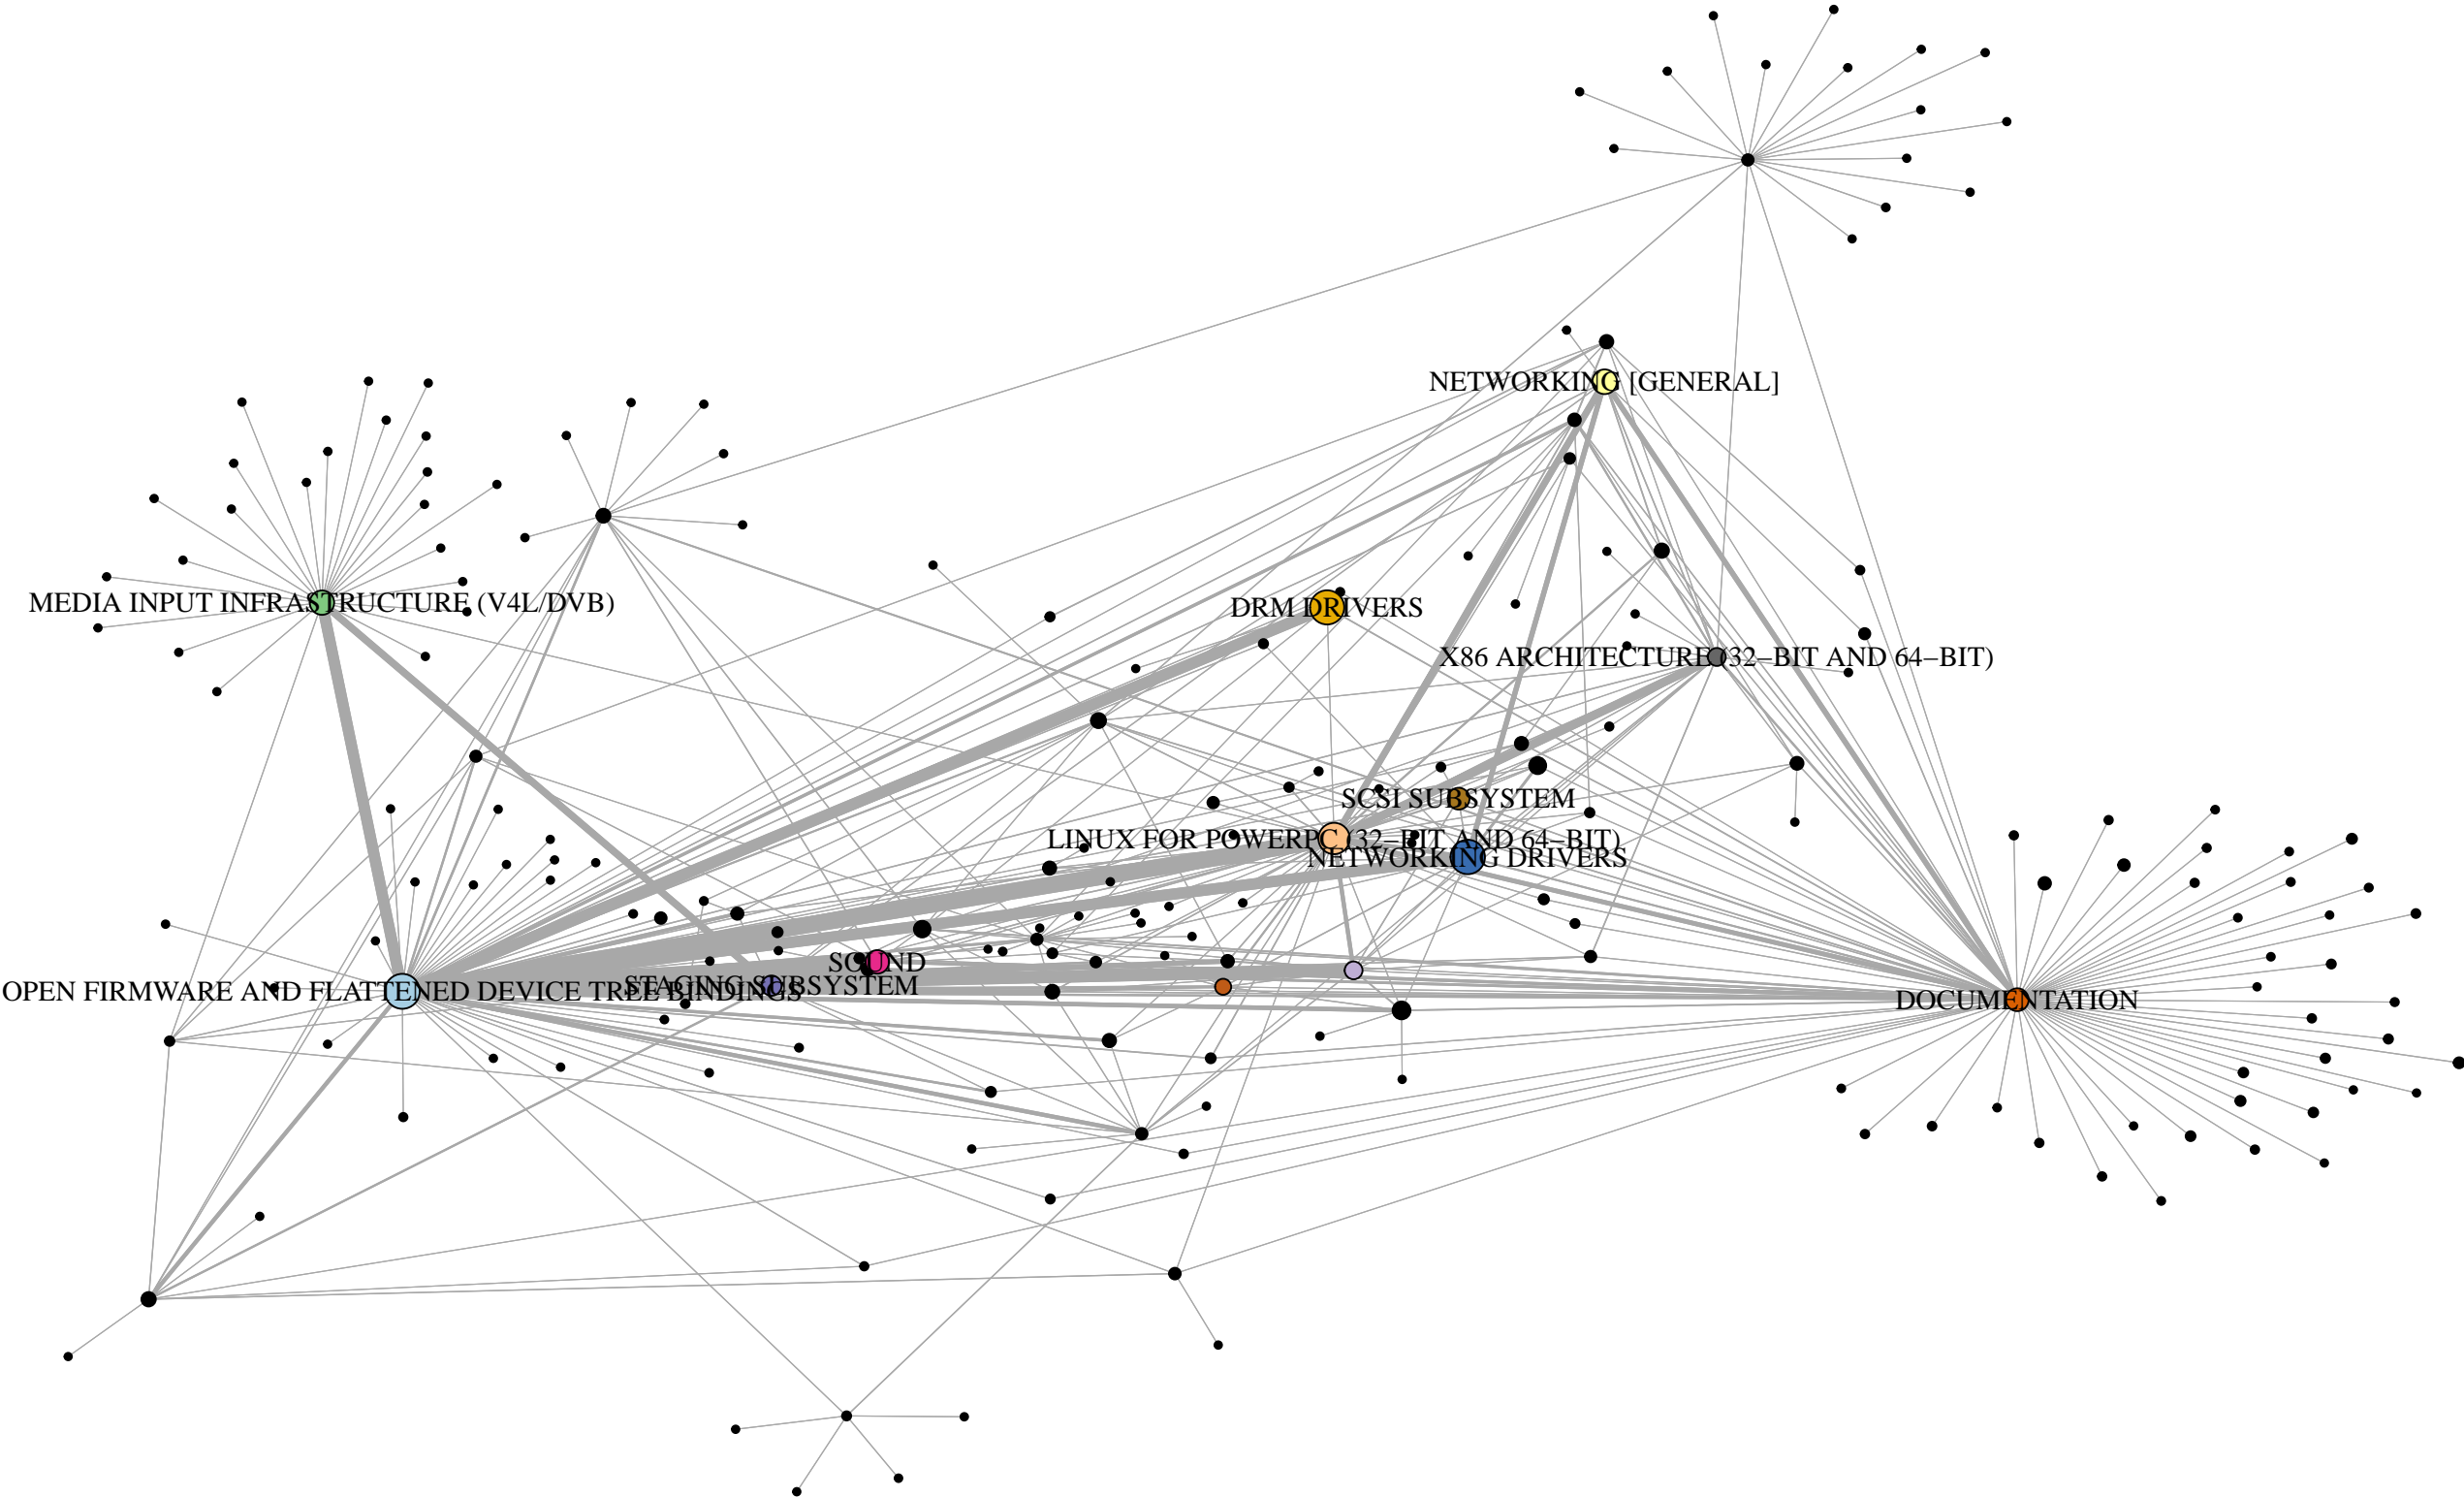 NETWORKING [GENERAL]
MEDIA INPUT INFRASTRUCTURE (V4L/DVB)
DRM DRIVERS
X86 ARCHITECTURE (32−BIT AND 64−BIT)
SCSI SUBSYSTEM
LINUX FOR POWERPC (32−BIT AND 64−BIT)
NETWORKING DRIVERS
SOUND
STAGING SUBSYSTEM
OPEN FIRMWARE AND FLATTENED DEVICE TREE BINDINGS
DOCUMENTATION